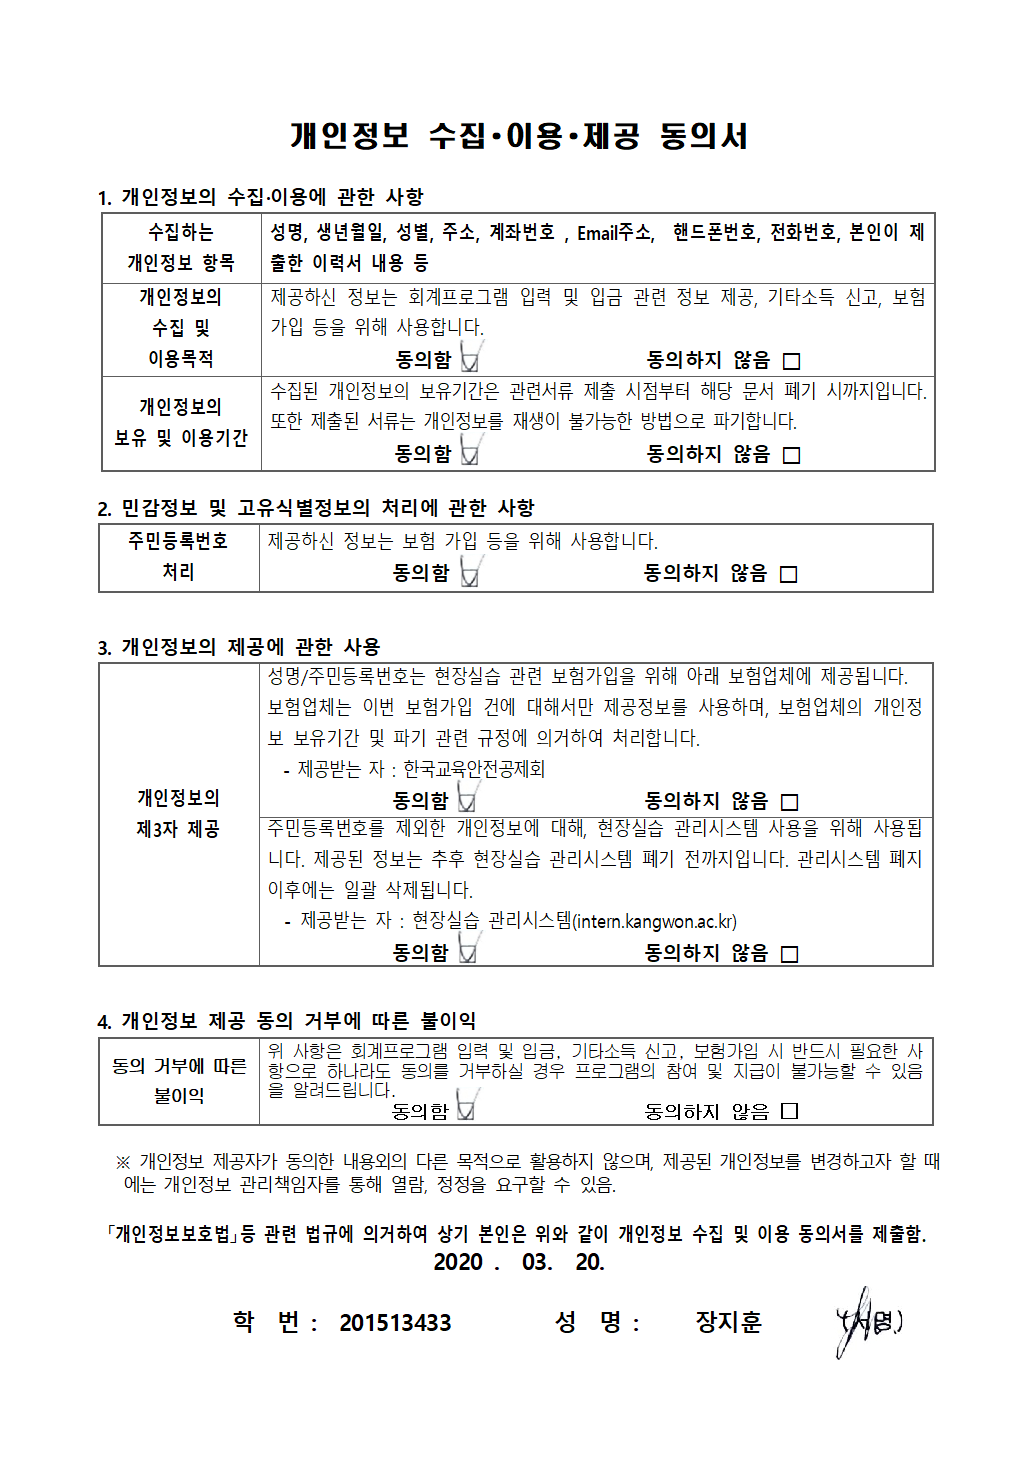 개인정보 수집·이용·제공 동의서
1. 개인정보의 수집·이용에 관한 사항
수집하는
개인정보 항목
성명, 생년월일, 성별, 주소, 계좌번호 , Email주소, 핸드폰번호, 전화번호, 본인이 제
출한 이력서 내용 등
개인정보의
수집 및
이용목적
제공하신 정보는 회계프로그램 입력 및 입금 관련 정보 제공, 기타소득 신고, 보험
가입 등을 위해 사용합니다.
동의함 ☑ 동의하지 않음 □
개인정보의
보유 및 이용기간
수집된 개인정보의 보유기간은 관련서류 제출 시점부터 해당 문서 폐기 시까지입니다.
또한 제출된 서류는 개인정보를 재생이 불가능한 방법으로 파기합니다.
동의함 ☑ 동의하지 않음 □
2. 민감정보 및 고유식별정보의 처리에 관한 사항
주민등록번호
처리
제공하신 정보는 보험 가입 등을 위해 사용합니다.
동의함 ☑ 동의하지 않음 □
3. 개인정보의 제공에 관한 사용
개인정보의
제3자 제공
성명/주민등록번호는 현장실습 관련 보험가입을 위해 아래 보험업체에 제공됩니다.
보험업체는 이번 보험가입 건에 대해서만 제공정보를 사용하며, 보험업체의 개인정
보 보유기간 및 파기 관련 규정에 의거하여 처리합니다.
- 제공받는 자 : 한국교육안전공제회
동의함 ☑ 동의하지 않음 □
주민등록번호를 제외한 개인정보에 대해, 현장실습 관리시스템 사용을 위해 사용됩
니다. 제공된 정보는 추후 현장실습 관리시스템 폐기 전까지입니다. 관리시스템 폐지
이후에는 일괄 삭제됩니다.
- 제공받는 자 : 현장실습 관리시스템(intern.kangwon.ac.kr)
동의함 ☑ 동의하지 않음 □
4. 개인정보 제공 동의 거부에 따른 불이익
동의 거부에 따른
불이익
위 사항은 회계프로그램 입력 및 입금, 기타소득 신고, 보험가입 시 반드시 필요한 사
항으로 하나라도 동의를 거부하실 경우 프로그램의 참여 및 지급이 불가능할 수 있음
을 알려드립니다.
동의함 ☑ 동의하지 않음 □
※ 개인정보 제공자가 동의한 내용외의 다른 목적으로 활용하지 않으며, 제공된 개인정보를 변경하고자 할 때
에는 개인정보 관리책임자를 통해 열람, 정정을 요구할 수 있음.
「개인정보보호법」등 관련 법규에 의거하여 상기 본인은 위와 같이 개인정보 수집 및 이용 동의서를 제출함.
2020 . 03. 20.
학 번 : 201513433 성 명 : 장지훈 (서명)